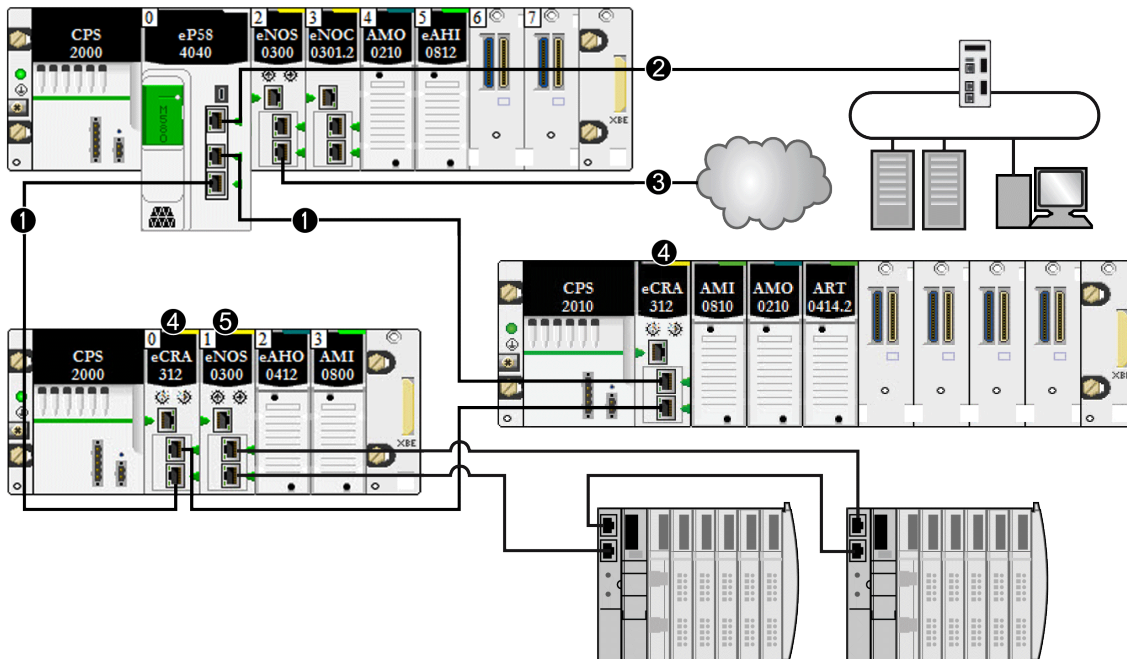 0 2 3 4 5 6 7
CPS 2000
eP58 4040
eNOS 0300
eNOC 0301.2
AMO 0210
eAHI 0812
XBE
2
3
1
1
4
CPS 2010
eCRA 312
AMI 0810
AMO 0210
ART 0414.2
XBE
4 5
0 1 2 3
CPS 2000
eCRA 312
eNOS 0300
eAHO 0412
AMI 0800
XBE